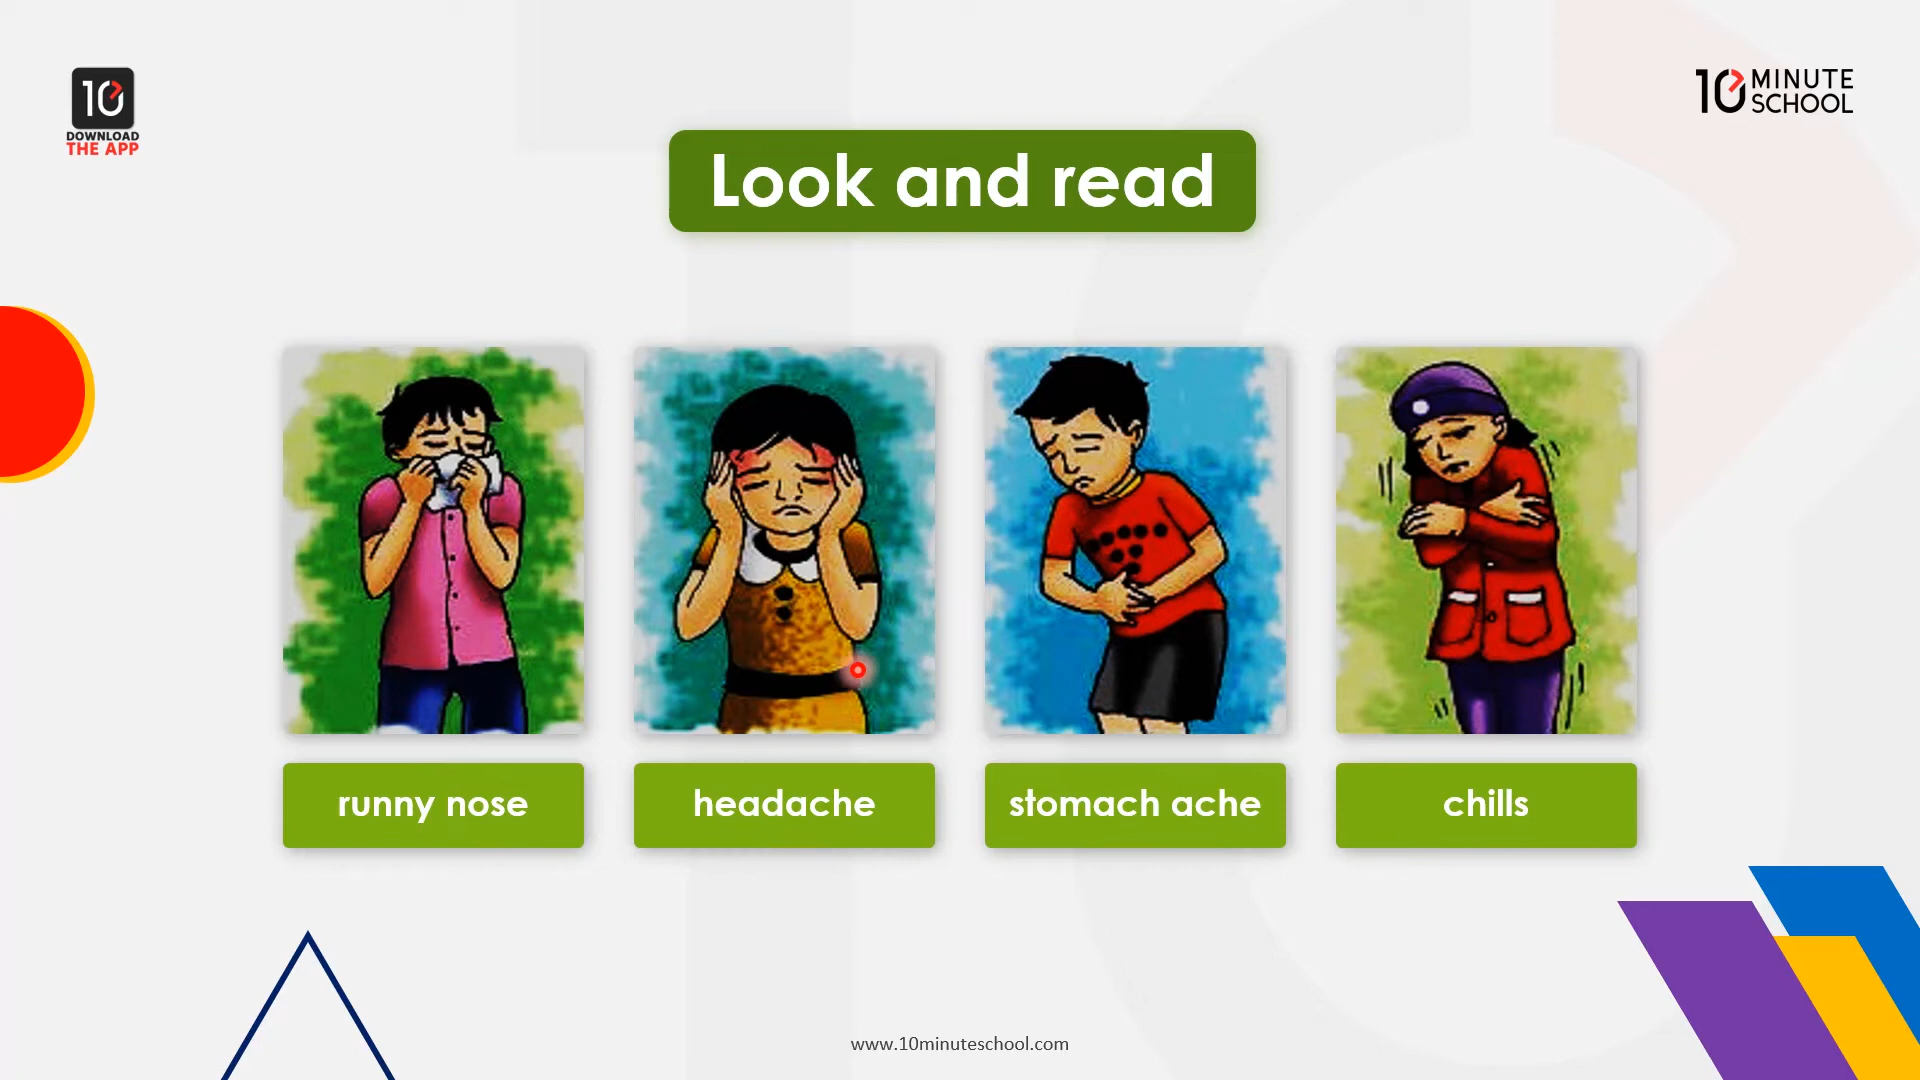 10
DOWNLOAD
THE APP
10 MINUTE
SCHOOL
Look and read
runny nose
headache
stomach ache
chills
www.10minuteschool.com